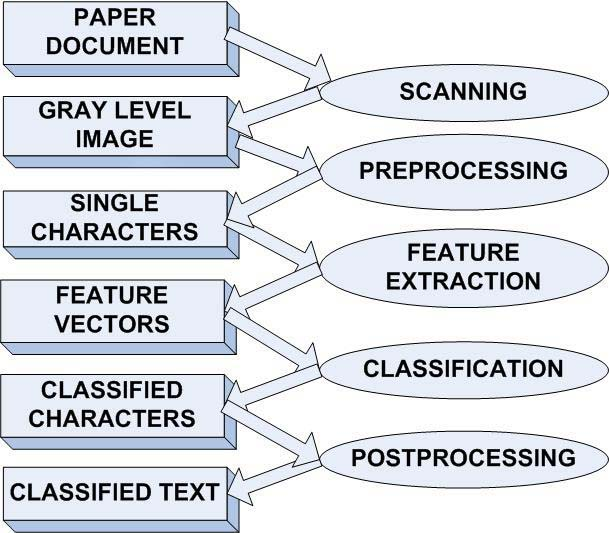 PAPER
DOCUMENT
SCANNING
GRAY LEVEL
IMAGE
PREPROCESSING
SINGLE
CHARACTERS
FEATURE
EXTRACTION
FEATURE
VECTORS
CLASSIFICATION
CLASSIFIED
CHARACTERS
POSTPROCESSING
CLASSIFIED TEXT